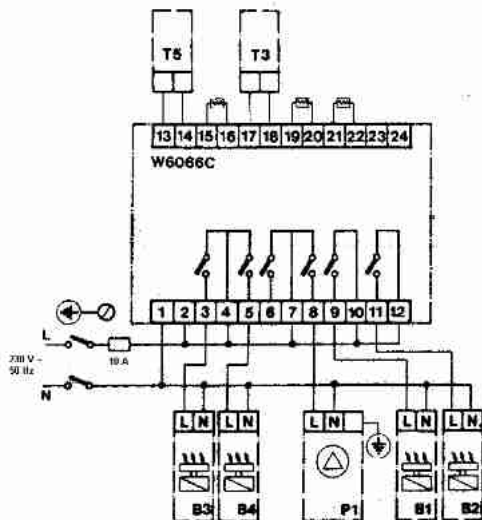 T5 T3
13 14 15 16 17 18 19 20 21 22 23 24
W6066C
1 2 3 4 5 6 7 8 9 10 11 12
L
230 V ~
50 Hz
10 A
N
L N L N L N L N L N
B3 B4 P1 B1 B2